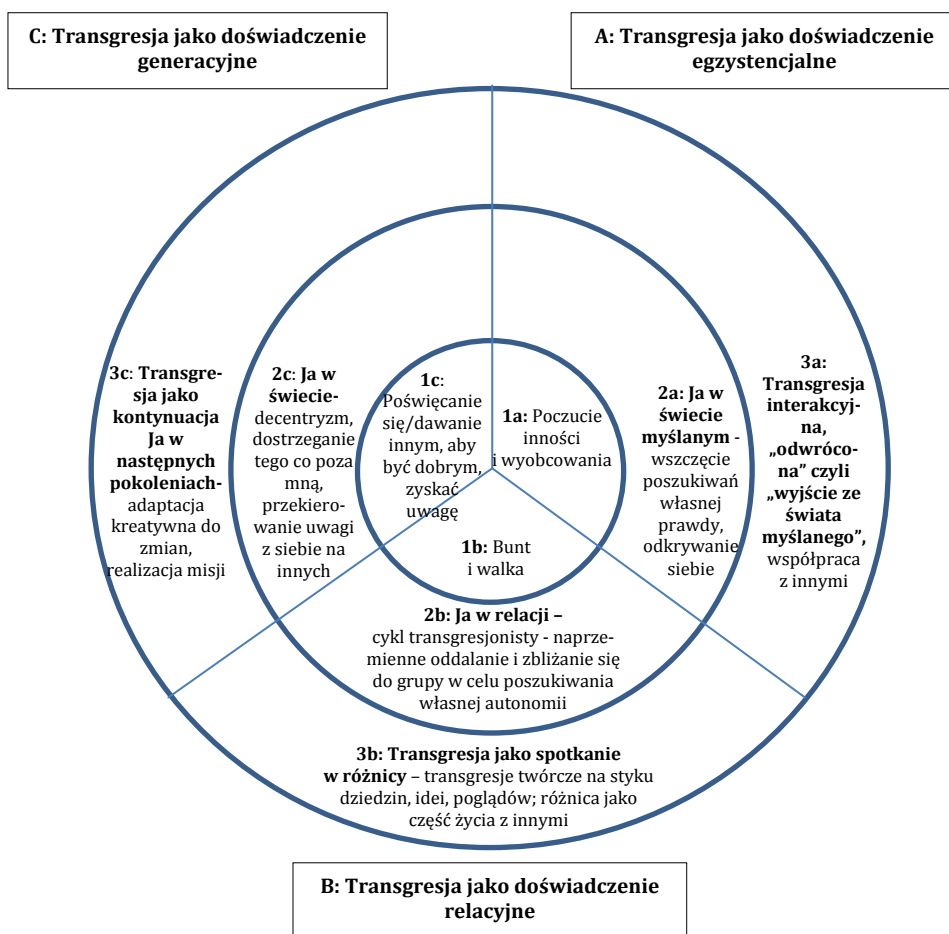 C: Transgresja jako doświadczenie
generacyjne
A: Transgresja jako doświadczenie
egzystencjalne
3c: Transgre-
sja jako
kontynuacja
Ja w
następnych
pokoleniach-
adaptacja
kreatywna do
zmian,
realizacja misji
2c: Ja w
świecie-
decentryzm,
dostrzeganie
tego co poza
mną,
przekiero-
wanie uwagi
z siebie na
innych
1c:
Poświęcanie
się/dawanie
innym, aby
być dobrym,
zyskać
uwagę
1a: Poczucie
inności
i wyobcowania
2a: Ja w
świecie
myślanym -
wszczęcie
poszukiwań
własnej
prawdy,
odkrywanie
siebie
3a:
Transgresja
interakcyj-
na,
„odwróco-
na” czyli
„wyjście ze
świata
myślanego”,
współpraca
z innymi
1b: Bunt
i walka
2b: Ja w relacji –
cykl transgresjonisty - naprze-
mienne oddalanie i zbliżanie się
do grupy w celu poszukiwania
własnej autonomii
3b: Transgresja jako spotkanie
w różnicy – transgresje twórcze na styku
dziedzin, idei, poglądów; różnica jako
część życia z innymi
B: Transgresja jako doświadczenie
relacyjne